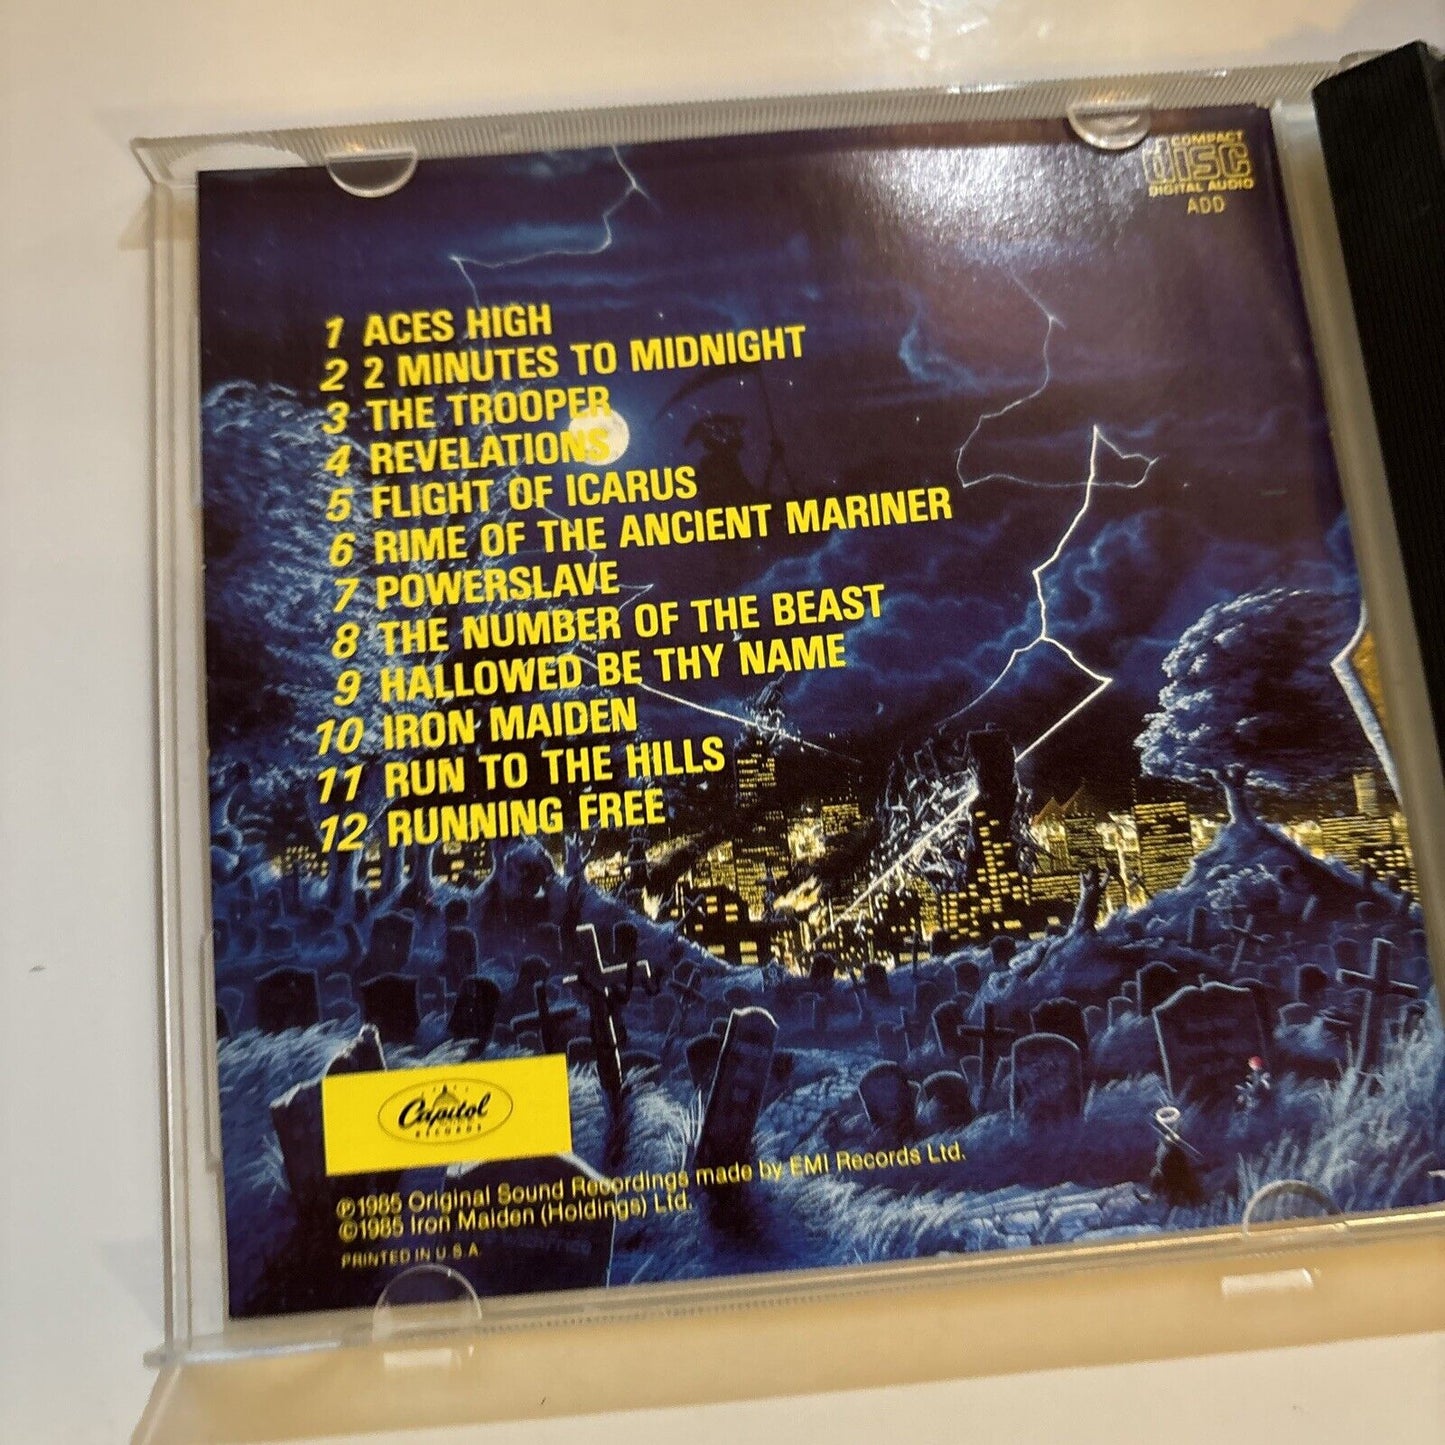 COMPACT
disc
DIGITAL AUDIO
ADD
1 ACES HIGH
2 2 MINUTES TO MIDNIGHT
3 THE TROOPER
4 REVELATIONS
5 FLIGHT OF ICARUS
6 RIME OF THE ANCIENT MARINER
7 POWERSLAVE
8 THE NUMBER OF THE BEAST
9 HALLOWED BE THY NAME
10 IRON MAIDEN
11 RUN TO THE HILLS
12 RUNNING FREE
Capitol
RECORDS
℗1985 Original Sound Recordings made by EMI Records Ltd.
©1985 Iron Maiden (Holdings) Ltd.
PRINTED IN U.S.A.